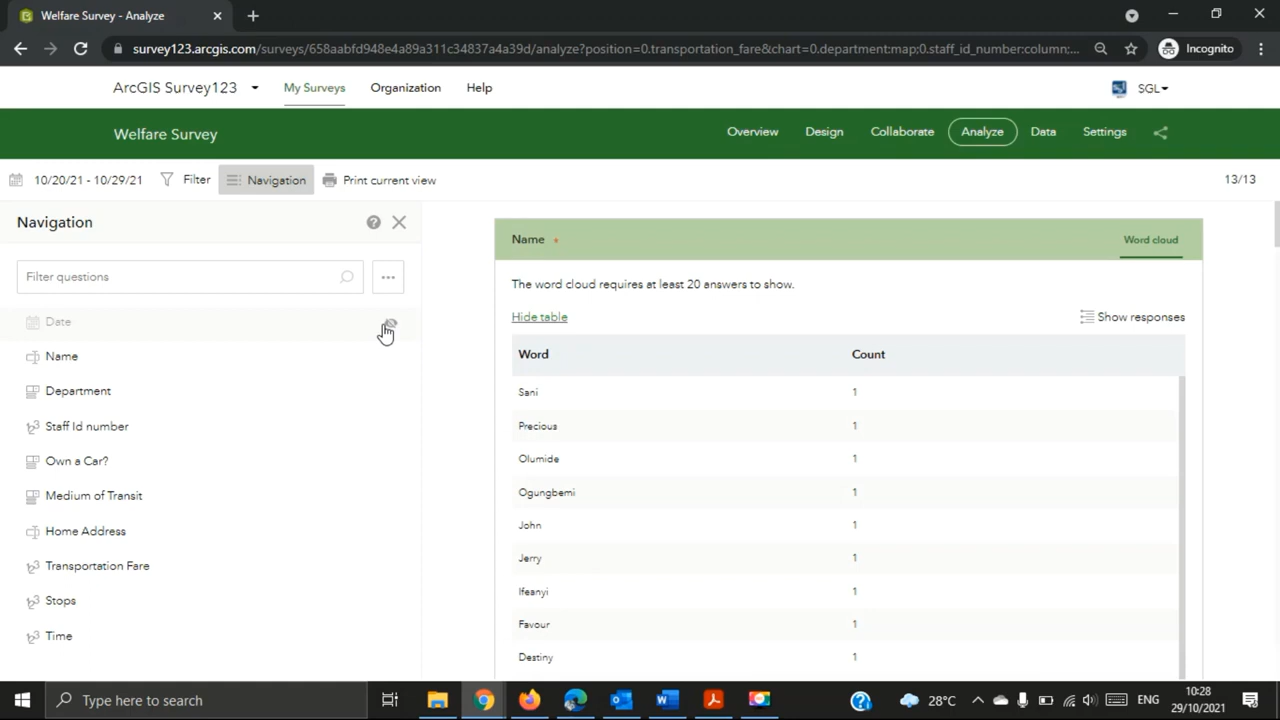 Welfare Survey - Analyze
survey123.arcgis.com/surveys/658aabfd948e4a89a311c34837a4a39d/analyze?position=0.transportation_fare&chart=0.department:map;0.staff_id_number:column;...
Incognito
ArcGIS Survey123 My Surveys Organization Help SGL
Welfare Survey Overview Design Collaborate Analyze Data Settings
10/20/21 - 10/29/21 Filter Navigation Print current view 13/13
Navigation
Filter questions
Date
Name
Department
Staff Id number
Own a Car?
Medium of Transit
Home Address
Transportation Fare
Stops
Time
Name * Word cloud
The word cloud requires at least 20 answers to show.
Hide table Show responses
Word Count
Sani 1
Precious 1
Olumide 1
Ogungbemi 1
John 1
Jerry 1
Ifeanyi 1
Favour 1
Destiny 1
Type here to search
28°C ENG
10:28
29/10/2021